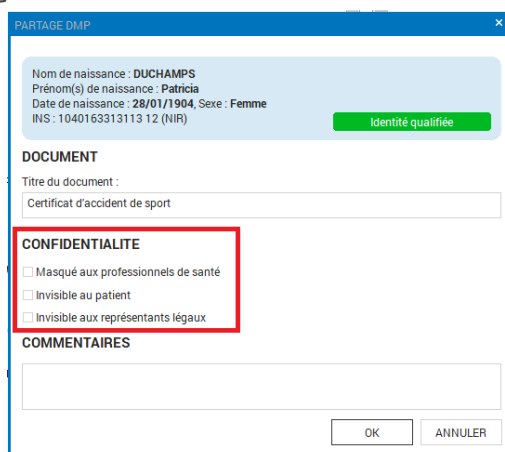 PARTAGE DMP
×
Nom de naissance : DUCHAMPS
Prénom(s) de naissance : Patricia
Date de naissance : 28/01/1904, Sexe : Femme
INS : 1040163313113 12 (NIR)
Identité qualifiée
DOCUMENT
Titre du document :
Certificat d'accident de sport
CONFIDENTIALITE
Masqué aux professionnels de santé
Invisible au patient
Invisible aux représentants légaux
COMMENTAIRES
OK
ANNULER